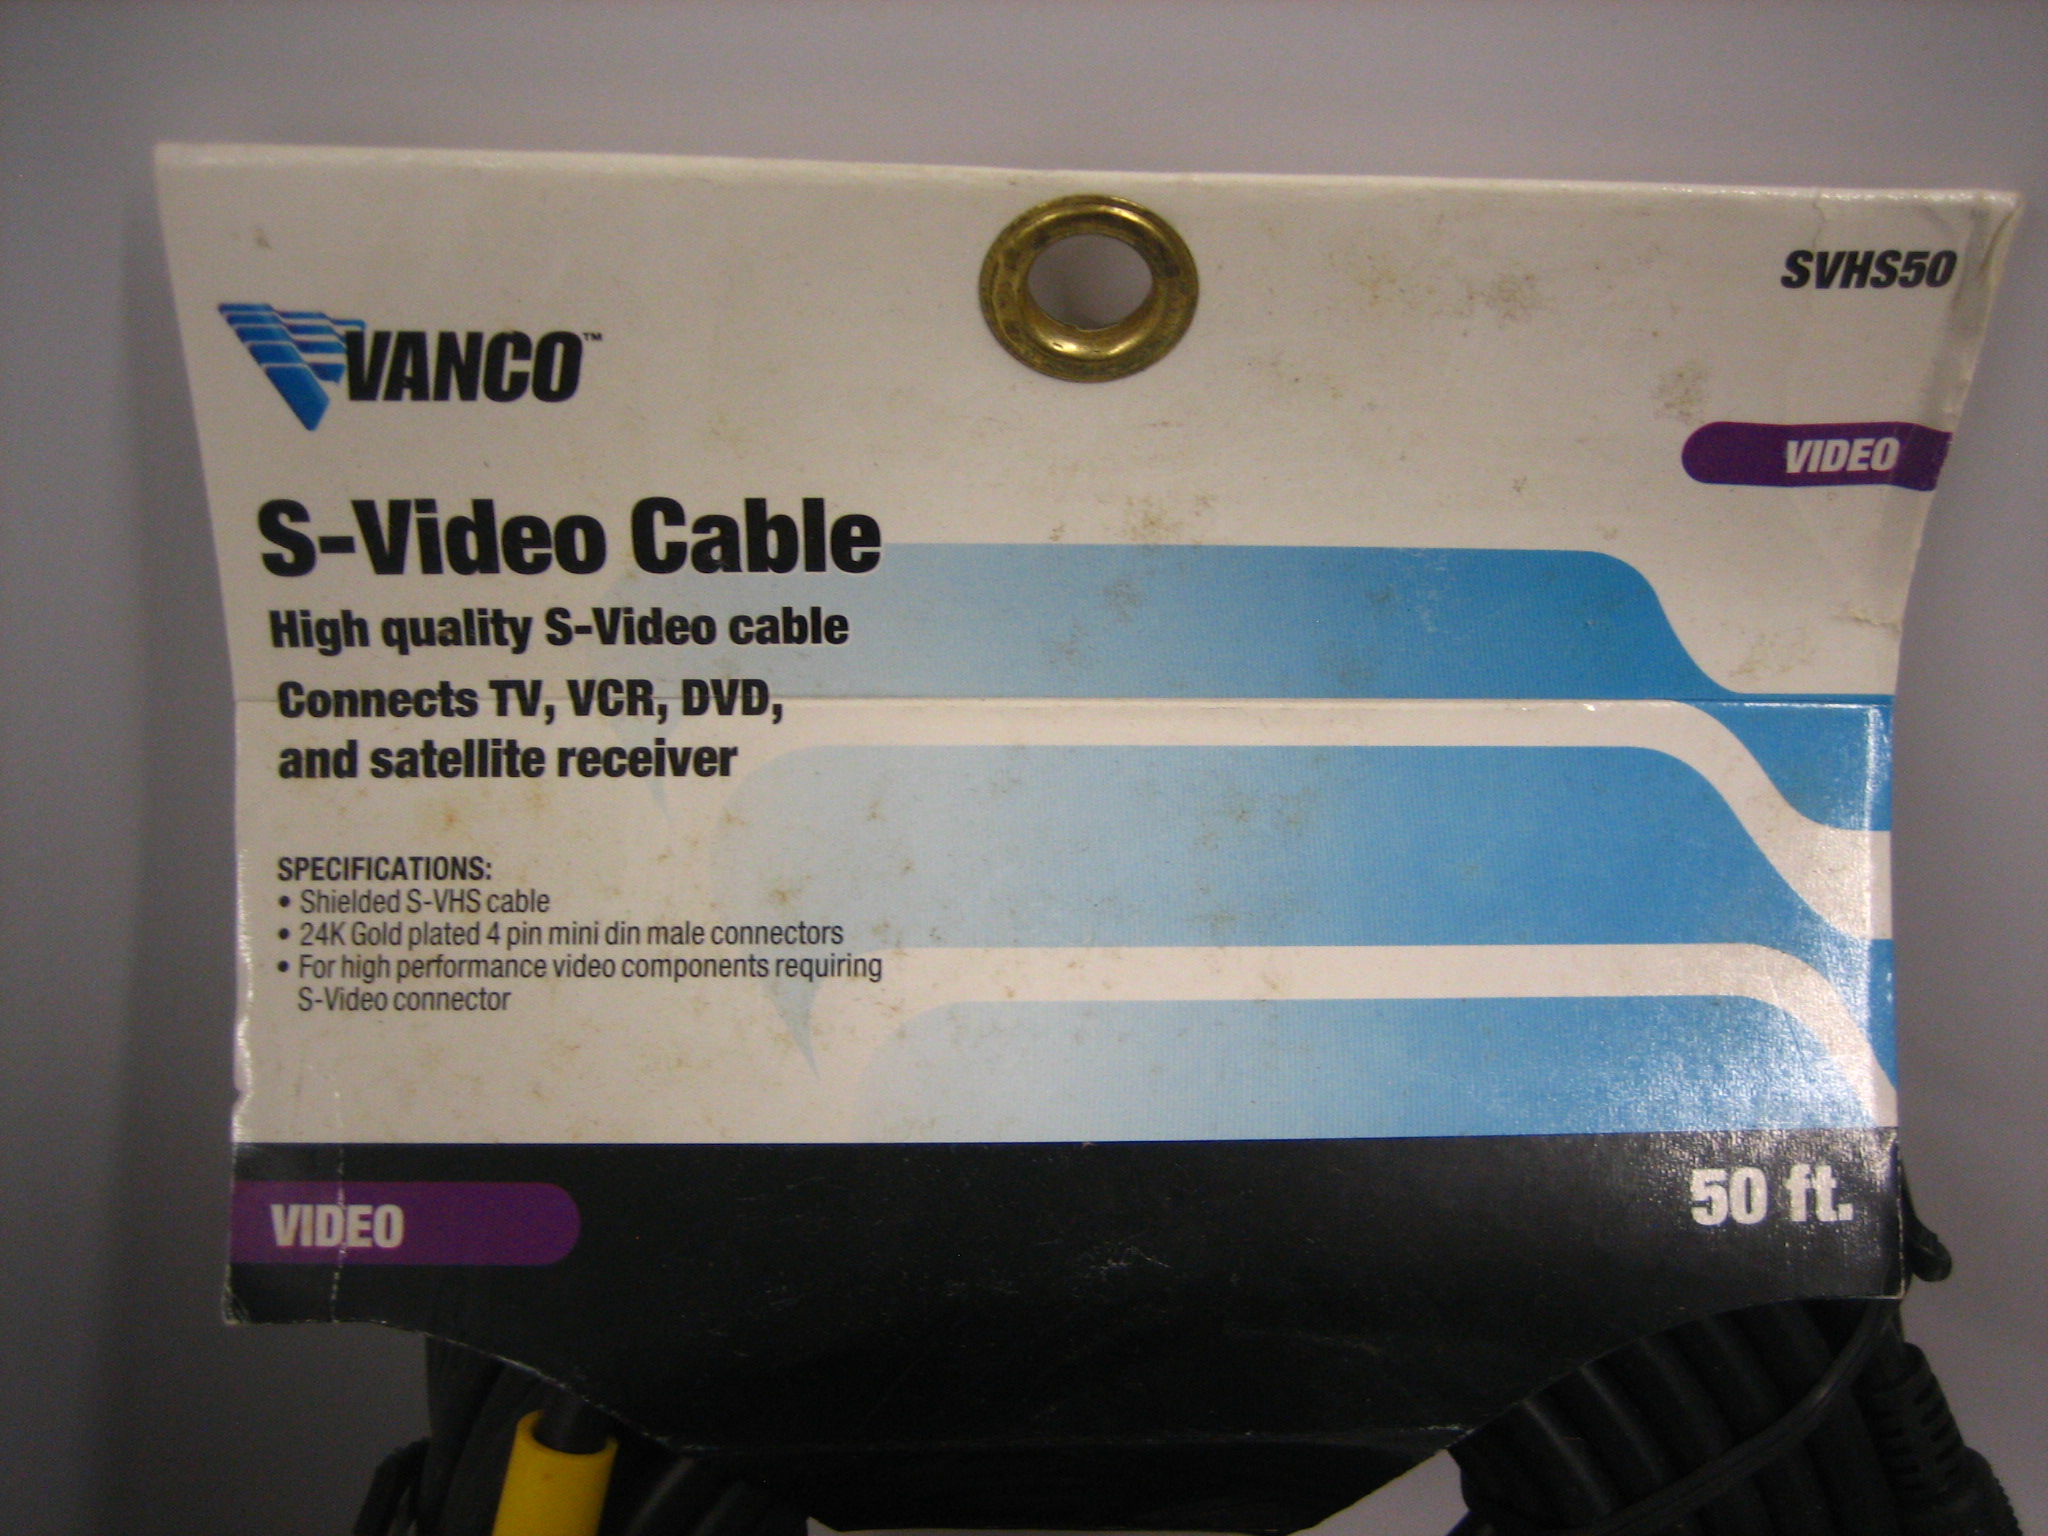 SVHS50
VANCO™
VIDEO
S-Video Cable
High quality S-Video cable
Connects TV, VCR, DVD,
and satellite receiver
SPECIFICATIONS:
• Shielded S-VHS cable
• 24K Gold plated 4 pin mini din male connectors
• For high performance video components requiring
S-Video connector
50 ft.
VIDEO